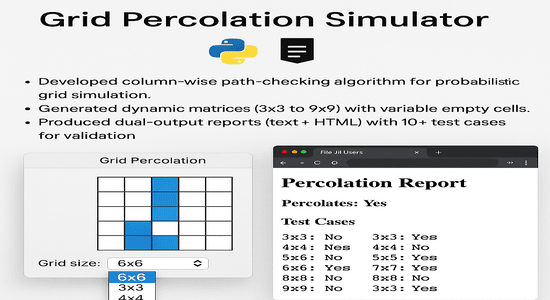 Grid Percolation Simulator
• Developed column-wise path-checking algorithm for probabilistic
grid simulation.
• Generated dynamic matrices (3x3 to 9x9) with variable empty cells.
• Produced dual-output reports (text + HTML) with 10+ test cases
for validation
Grid Percolation
Grid size: 6x6
6x6
3x3
4x4
File Jil Users
Percolation Report
Percolates: Yes
Test Cases
3x3: No 3x3: Yes
4x4: Nes 4x4: No
5x6: No 5x5: Yes
6x6: Yes 7x7: Yes
8x8: No 8x8: No
9x9: No 3x3: Yes